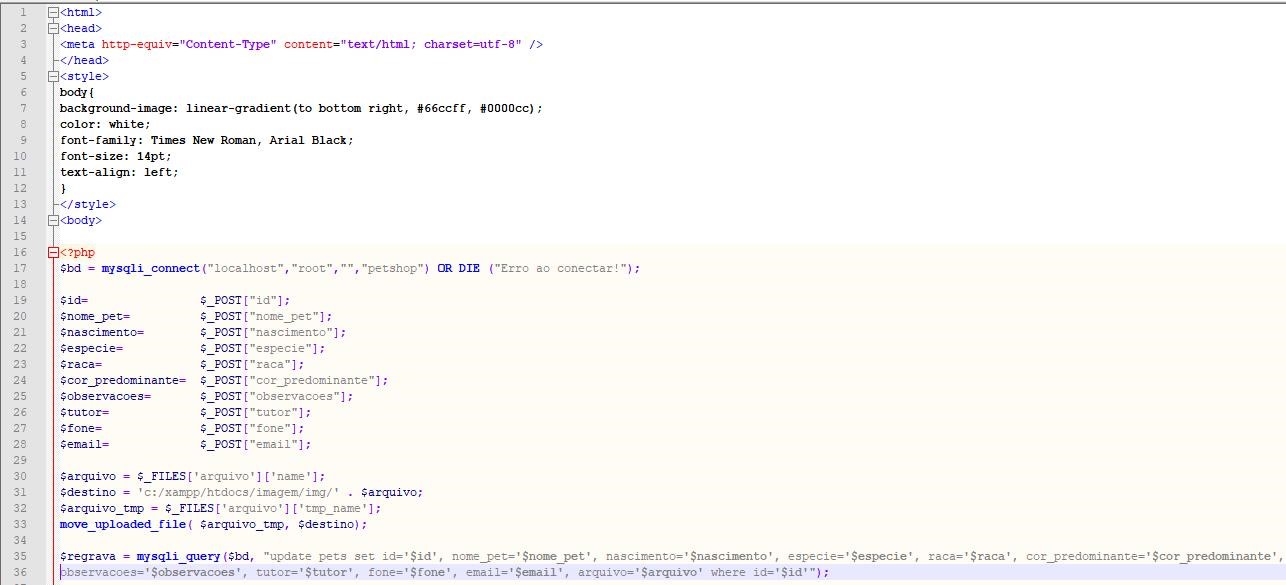 1 <html>
2 <head>
3 <meta http-equiv="Content-Type" content="text/html; charset=utf-8" />
4 </head>
5 <style>
6 body{
7 background-image: linear-gradient(to bottom right, #66ccff, #0000cc);
8 color: white;
9 font-family: Times New Roman, Arial Black;
10 font-size: 14pt;
11 text-align: left;
12 }
13 </style>
14 <body>
15
16 <?php
17 $bd = mysqli_connect("localhost","root","","petshop") OR DIE ("Erro ao conectar!");
18
19 $id= $_POST["id"];
20 $nome_pet= $_POST["nome_pet"];
21 $nascimento= $_POST["nascimento"];
22 $especie= $_POST["especie"];
23 $raca= $_POST["raca"];
24 $cor_predominante= $_POST["cor_predominante"];
25 $observacoes= $_POST["observacoes"];
26 $tutor= $_POST["tutor"];
27 $fone= $_POST["fone"];
28 $email= $_POST["email"];
29
30 $arquivo = $_FILES['arquivo']['name'];
31 $destino = 'c:/xampp/htdocs/imagem/img/' . $arquivo;
32 $arquivo_tmp = $_FILES['arquivo']['tmp_name'];
33 move_uploaded_file( $arquivo_tmp, $destino);
34
35 $regrava = mysqli_query($bd, "update pets set id='$id', nome_pet='$nome_pet', nascimento='$nascimento', especie='$especie', raca='$raca', cor_predominante='$cor_predominante',
36 observacoes='$observacoes', tutor='$tutor', fone='$fone', email='$email', arquivo='$arquivo' where id='$id'");